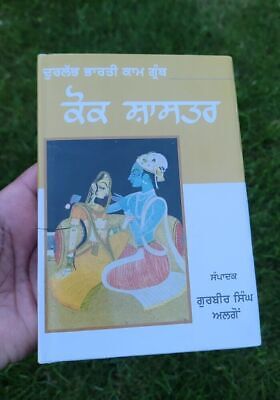 ਦੁਰਲੱਭ ਭਾਰਤੀ ਕਾਮ ਗ੍ਰੰਥ
ਕੋਕ ਸ਼ਾਸਤਰ
ਸੰਪਾਦਕ
ਗੁਰਬੀਰ ਸਿੰਘ
ਅਲਗੋਂ